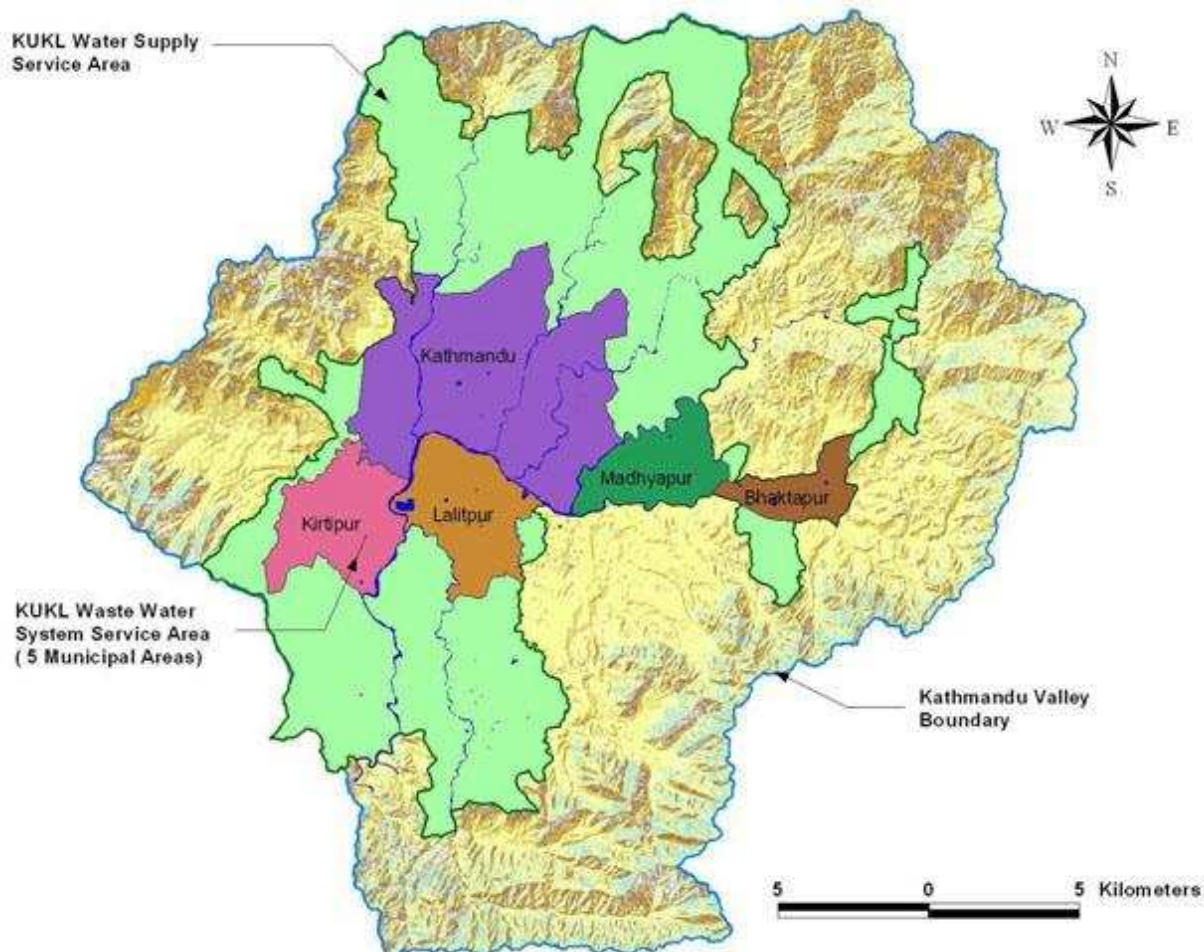 KUKL Water Supply
Service Area
N
W
E
S
Kathmandu
Madhyapur
Bhaktapur
Kirtipur
Lalitpur
KUKL Waste Water
System Service Area
( 5 Municipal Areas)
Kathmandu Valley
Boundary
5 0 5 Kilometers